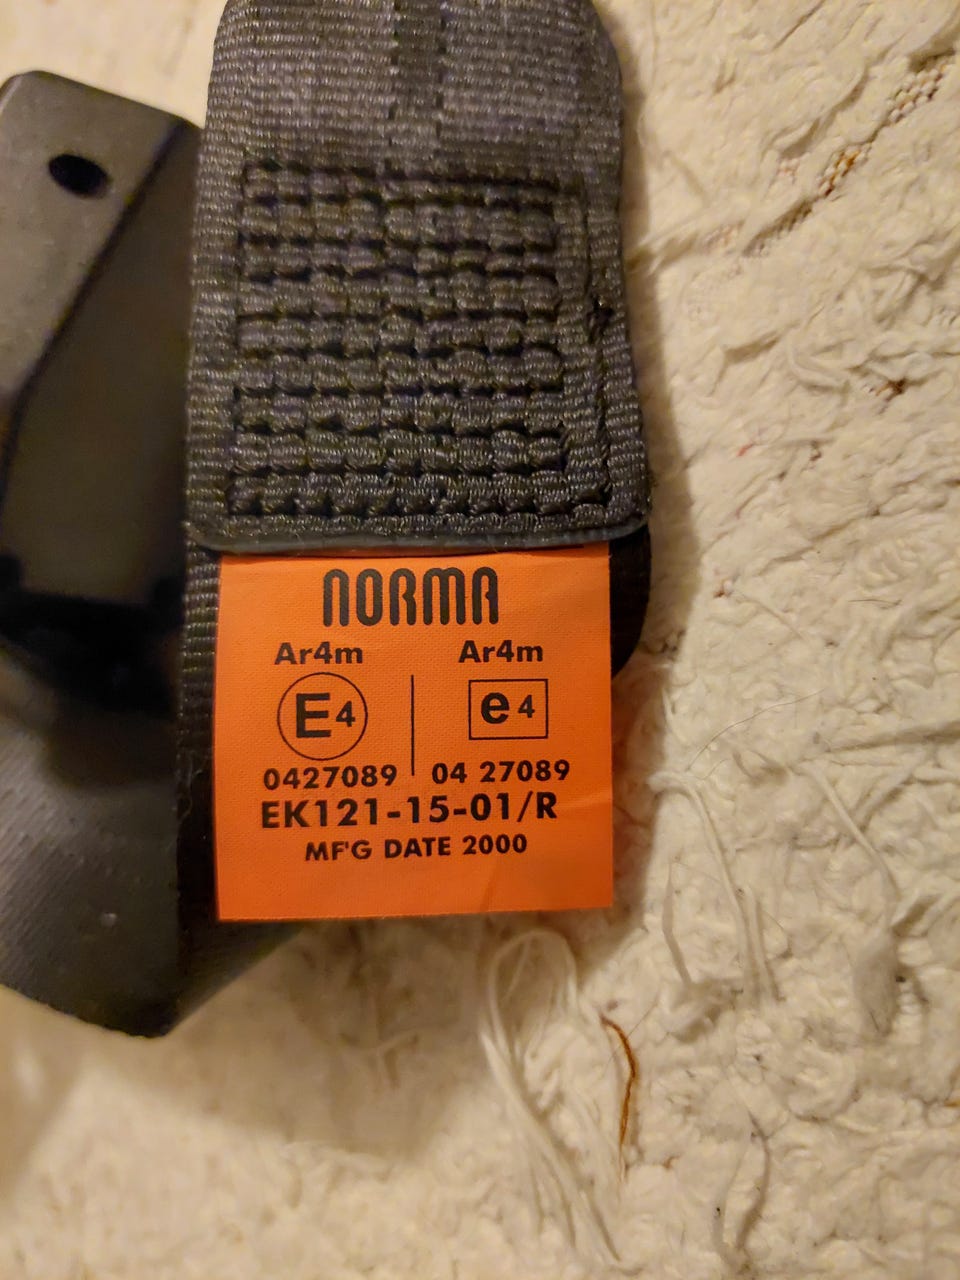 NORMA
Ar4m Ar4m
E4 e4
0427089 04 27089
EK121-15-01/R
MF'G DATE 2000